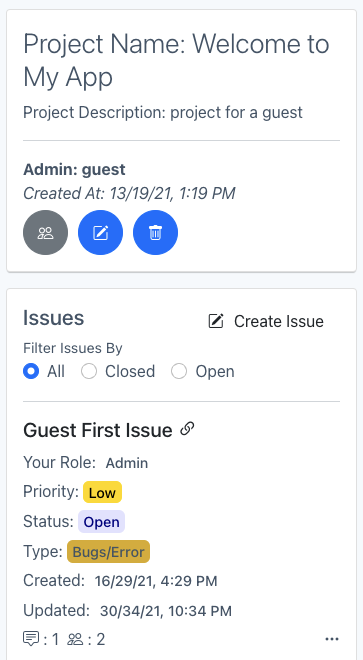 Project Name: Welcome to
My App
Project Description: project for a guest
Admin: guest
Created At: 13/19/21, 1:19 PM
Issues
Create Issue
Filter Issues By
All Closed Open
Guest First Issue
Your Role: Admin
Priority: Low
Status: Open
Type: Bugs/Error
Created: 16/29/21, 4:29 PM
Updated: 30/34/21, 10:34 PM
: 1 : 2